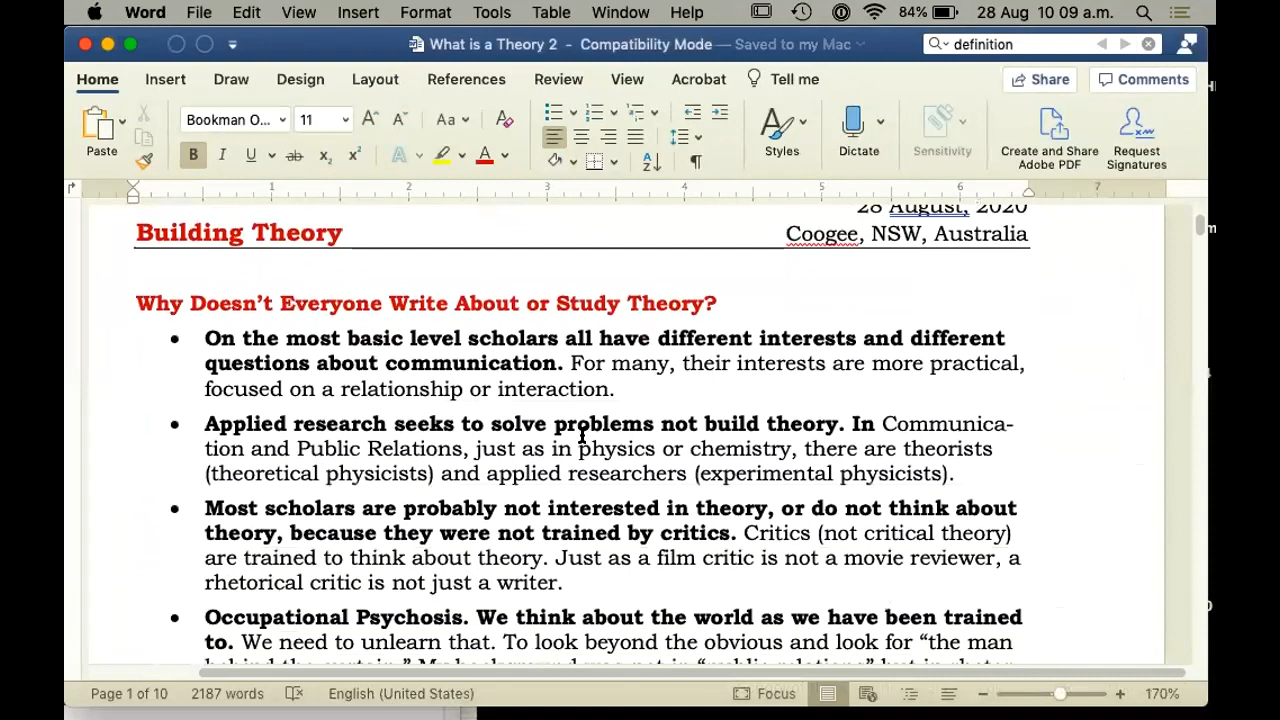 Word File Edit View Insert Format Tools Table Window Help 84% 28 Aug 10 09 a.m.
What is a Theory 2 - Compatibility Mode — Saved to my Mac definition
Home Insert Draw Design Layout References Review View Acrobat Tell me Share Comments
Paste Bookman O... 11 Styles Dictate Sensitivity Create and Share Adobe PDF Request Signatures
1 2 3 4 5 6 7
28 August, 2020
Building Theory Coogee, NSW, Australia
Why Doesn't Everyone Write About or Study Theory?
• On the most basic level scholars all have different interests and different
questions about communication. For many, their interests are more practical,
focused on a relationship or interaction.
• Applied research seeks to solve problems not build theory. In Communica-
tion and Public Relations, just as in physics or chemistry, there are theorists
(theoretical physicists) and applied researchers (experimental physicists).
• Most scholars are probably not interested in theory, or do not think about
theory, because they were not trained by critics. Critics (not critical theory)
are trained to think about theory. Just as a film critic is not a movie reviewer, a
rhetorical critic is not just a writer.
• Occupational Psychosis. We think about the world as we have been trained
to. We need to unlearn that. To look beyond the obvious and look for “the man
Page 1 of 10 2187 words English (United States) Focus 170%